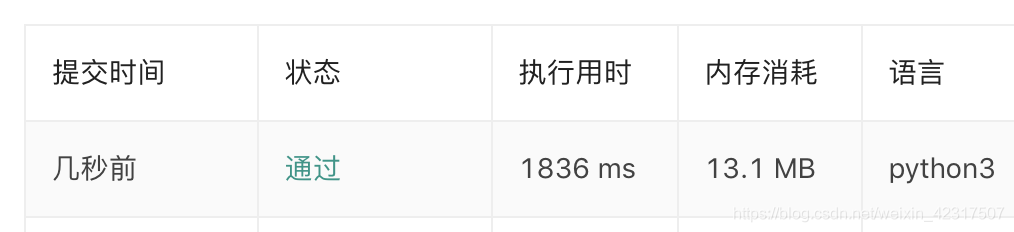 提交时间 状态 执行用时 内存消耗 语言
几秒前 通过 1836 ms 13.1 MB python3
https://blog.csdn.net/weixin_42317507